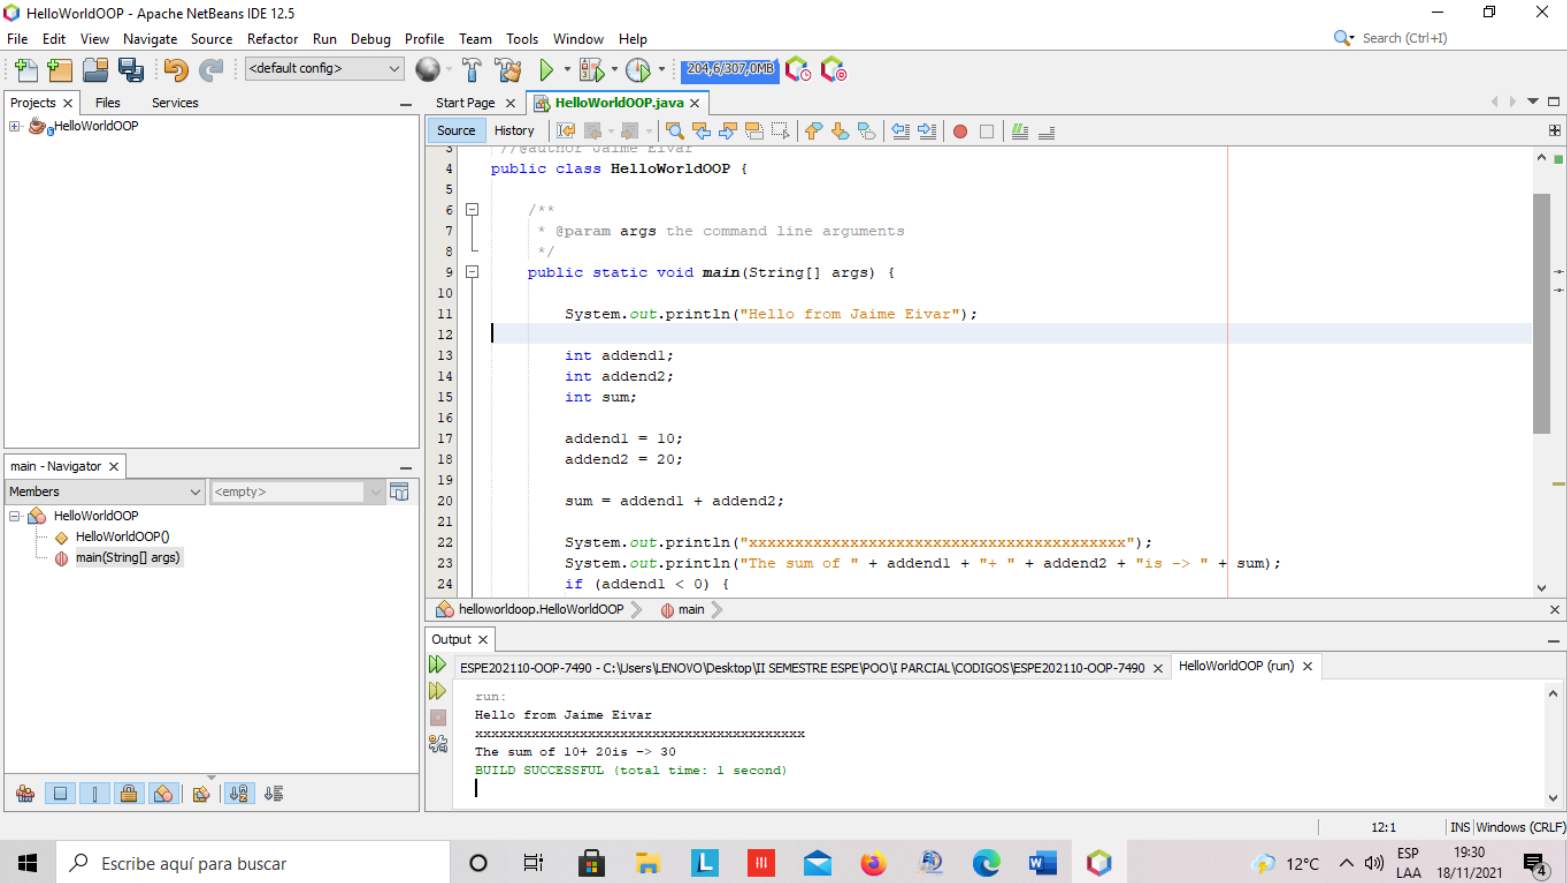 HelloWorldOOP - Apache NetBeans IDE 12.5
File Edit View Navigate Source Refactor Run Debug Profile Team Tools Window Help
Search (Ctrl+I)
<default config>
204,6/307,0MB
Projects Files Services
HelloWorldOOP
Start Page HelloWorldOOP.java
Source History
3 //@author Jaime Eivar
4 public class HelloWorldOOP {
5
6 /**
7 * @param args the command line arguments
8 */
9 public static void main(String[] args) {
10
11 System.out.println("Hello from Jaime Eivar");
12
13 int addend1;
14 int addend2;
15 int sum;
16
17 addend1 = 10;
18 addend2 = 20;
19
20 sum = addend1 + addend2;
21
22 System.out.println("xxxxxxxxxxxxxxxxxxxxxxxxxxxxxxxxxxxxxxxxx");
23 System.out.println("The sum of " + addend1 + "+ " + addend2 + "is -> " + sum);
24 if (addend1 < 0) {
helloworldoop.HelloWorldOOP main
main - Navigator
Members <empty>
HelloWorldOOP
HelloWorldOOP()
main(String[] args)
Output
ESPE202110-OOP-7490 - C:\Users\LENOVO\Desktop\II SEMESTRE ESPE\POO\I PARCIAL\CODIGOS\ESPE202110-OOP-7490 HelloWorldOOP (run)
run:
Hello from Jaime Eivar
xxxxxxxxxxxxxxxxxxxxxxxxxxxxxxxxxxxxxxxxx
The sum of 10+ 20is -> 30
BUILD SUCCESSFUL (total time: 1 second)
12:1 INS Windows (CRLF)
Escribe aquí para buscar
12°C
ESP
LAA
19:30
18/11/2021
4